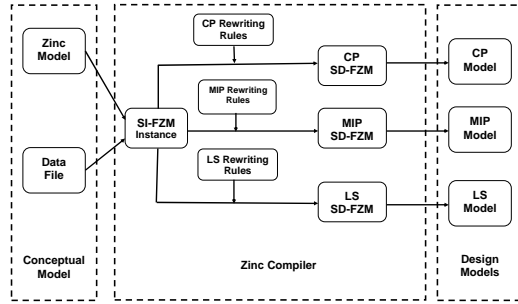 Zinc
Model
Data
File
Conceptual
Model
CP Rewriting
Rules
MIP Rewriting
Rules
SI-FZM
Instance
LS Rewriting
Rules
CP
SD-FZM
MIP
SD-FZM
LS
SD-FZM
Zinc Compiler
CP
Model
MIP
Model
LS
Model
Design
Models